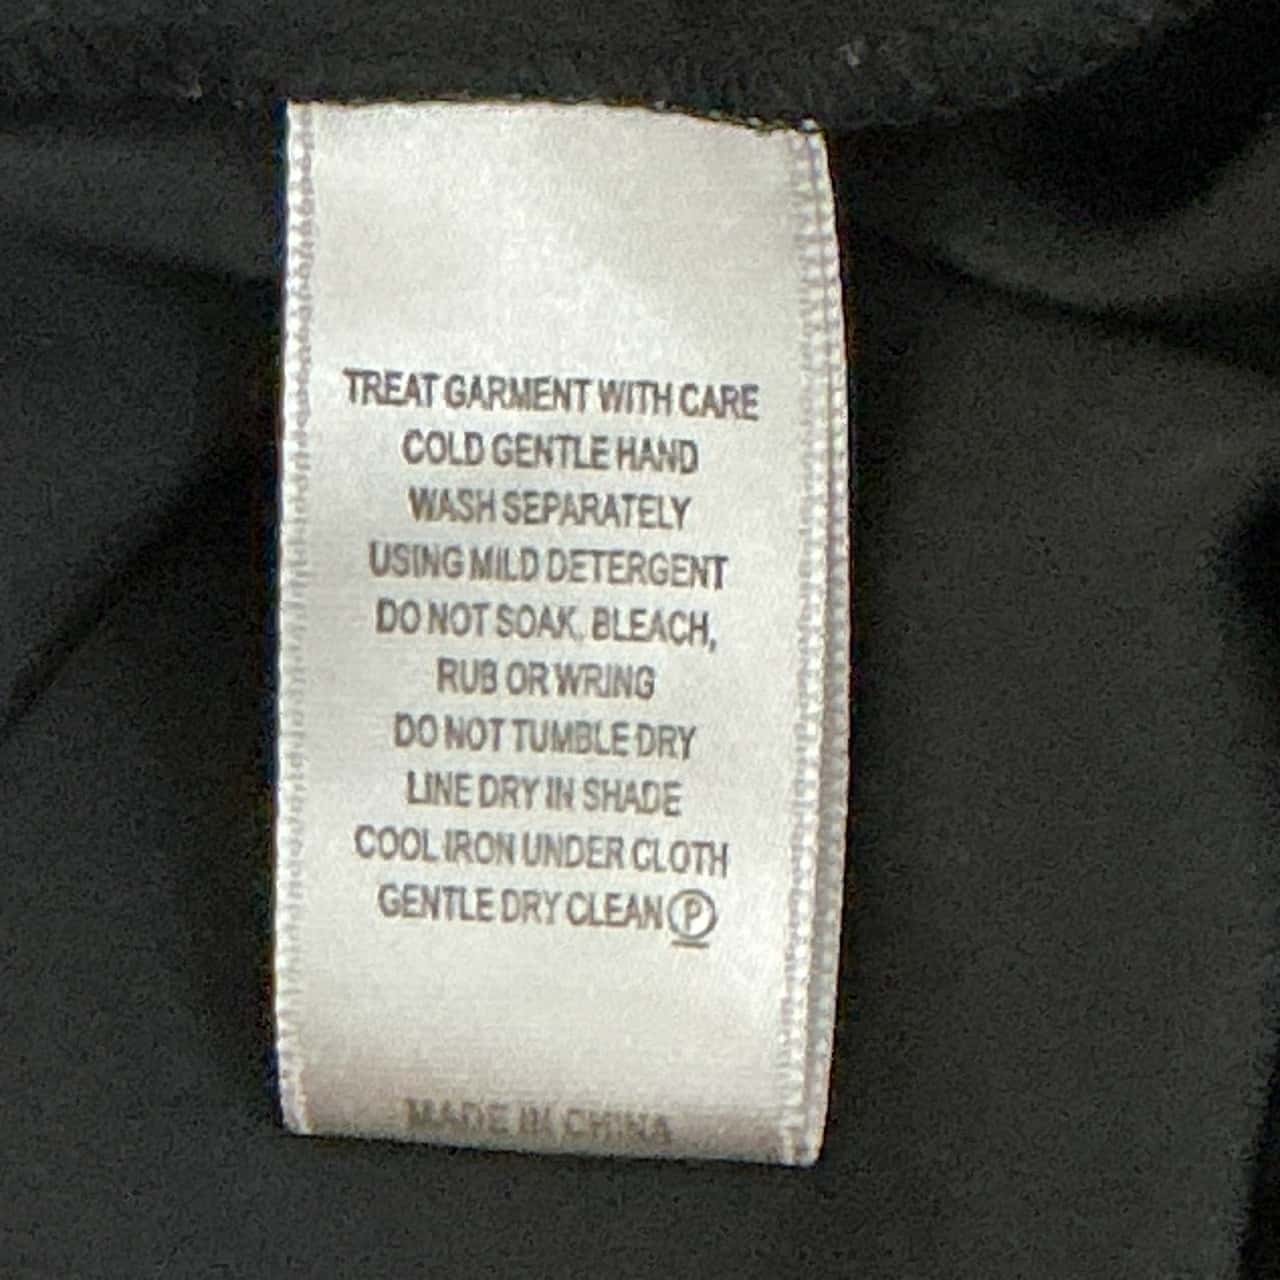 TREAT GARMENT WITH CARE
COLD GENTLE HAND
WASH SEPARATELY
USING MILD DETERGENT
DO NOT SOAK, BLEACH,
RUB OR WRING
DO NOT TUMBLE DRY
LINE DRY IN SHADE
COOL IRON UNDER CLOTH
GENTLE DRY CLEAN Ⓟ
MADE IN CHINA